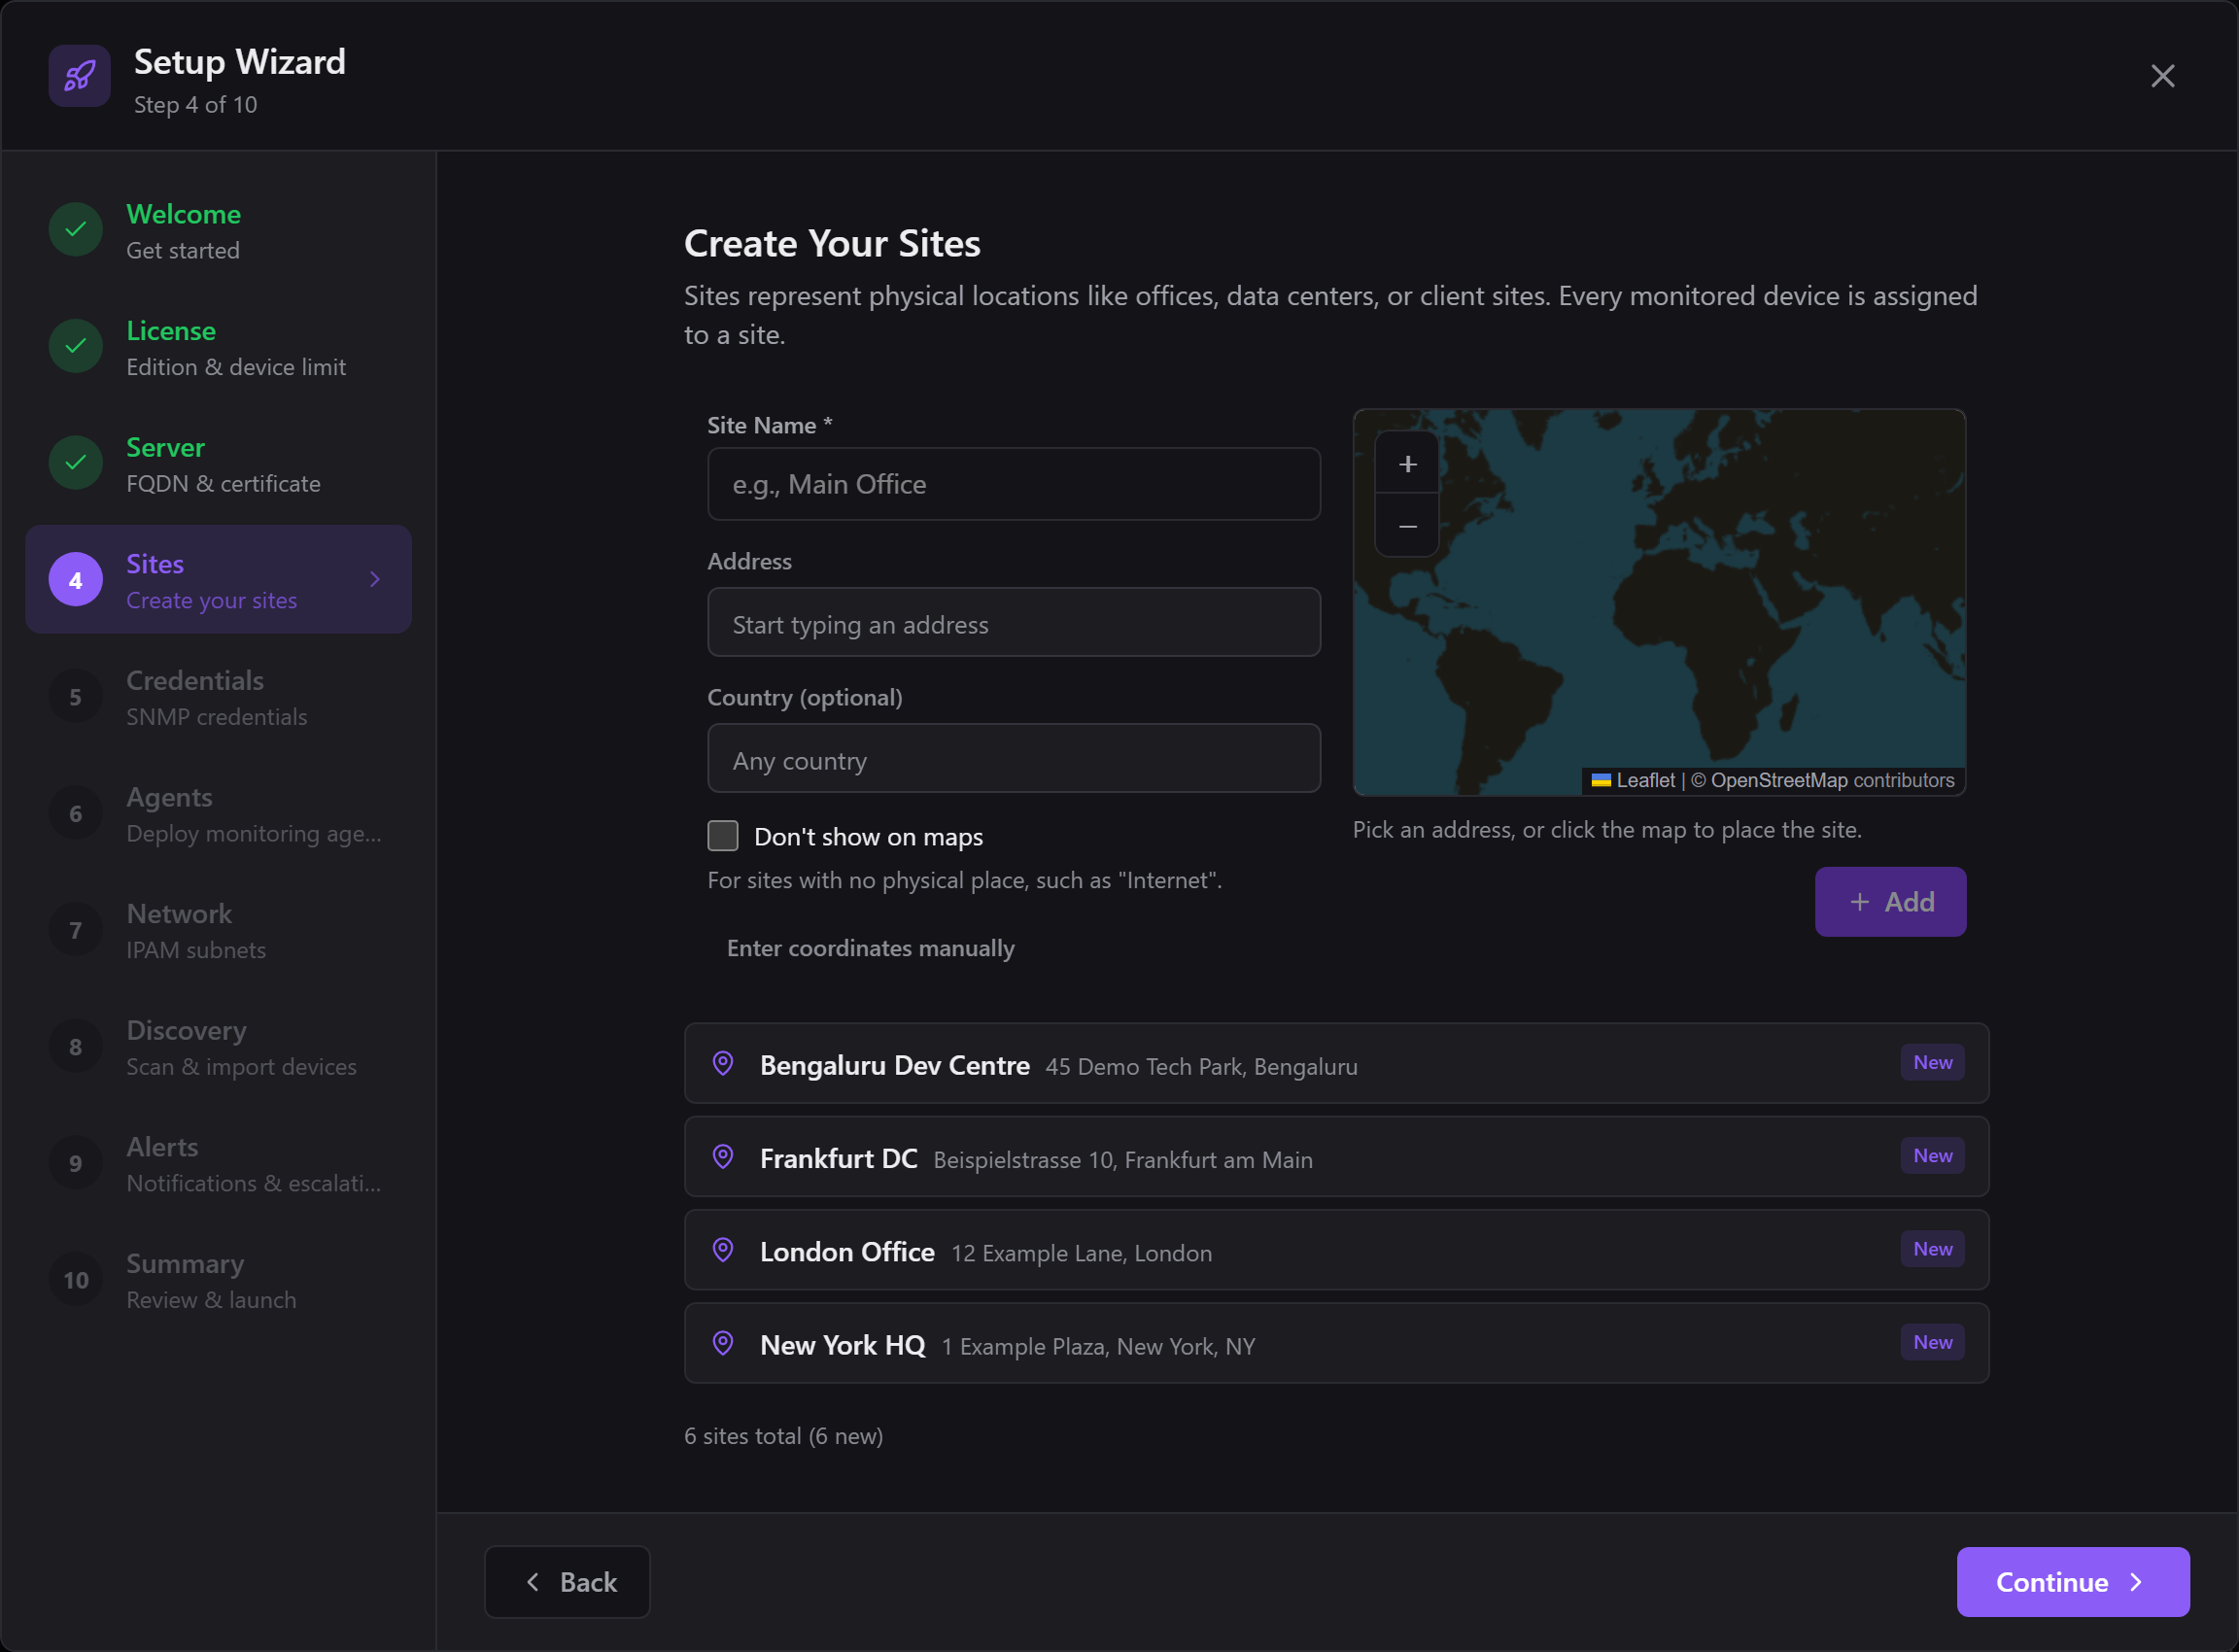 Setup Wizard
Step 4 of 10
Welcome
Get started
License
Edition & device limit
Server
FQDN & certificate
4
Sites
Create your sites
5
Credentials
SNMP credentials
6
Agents
Deploy monitoring age...
7
Network
IPAM subnets
8
Discovery
Scan & import devices
9
Alerts
Notifications & escalati...
10
Summary
Review & launch
Create Your Sites
Sites represent physical locations like offices, data centers, or client sites. Every monitored device is assigned
to a site.
Site Name *
e.g., Main Office
Address
Start typing an address
Country (optional)
Any country
Don't show on maps
For sites with no physical place, such as "Internet".
Enter coordinates manually
+
−
Leaflet | © OpenStreetMap contributors
Pick an address, or click the map to place the site.
+ Add
Bengaluru Dev Centre 45 Demo Tech Park, Bengaluru New
Frankfurt DC Beispielstrasse 10, Frankfurt am Main New
London Office 12 Example Lane, London New
New York HQ 1 Example Plaza, New York, NY New
6 sites total (6 new)
Back
Continue